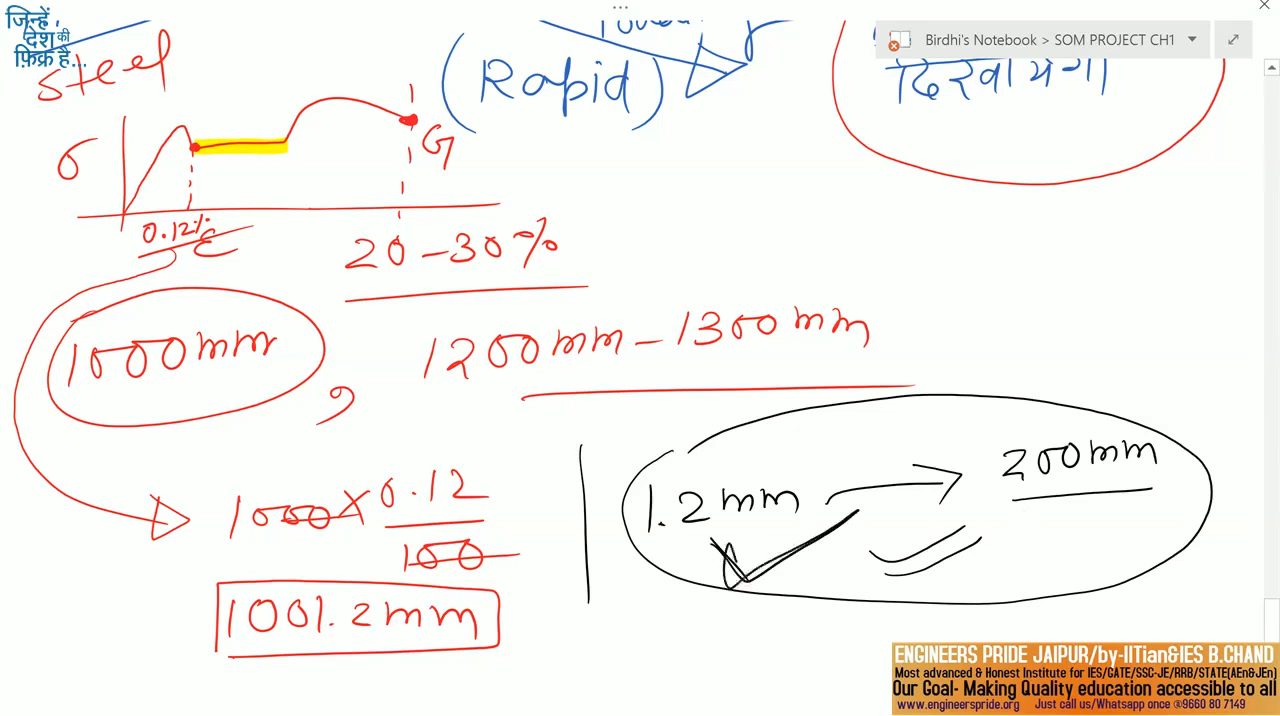 जिन्हें
देश की
फ़िक्र है...
Birdhi's Notebook > SOM PROJECT CH1
steel
(Rapid)
दिखायेगा
σ
G
0.12%
ε
20-30%
1000mm, 1200mm-1300mm
1000 x 0.12
100
1001.2mm
1.2mm → 200mm
ENGINEERS PRIDE JAIPUR/by-IITian&IES B.CHAND
Most advanced & Honest Institute for IES/GATE/SSC-JE/RRB/STATE(AEn&JEn)
Our Goal- Making Quality education accessible to all
www.engineerspride.org Just call us/Whatsapp once @9660 80 7149